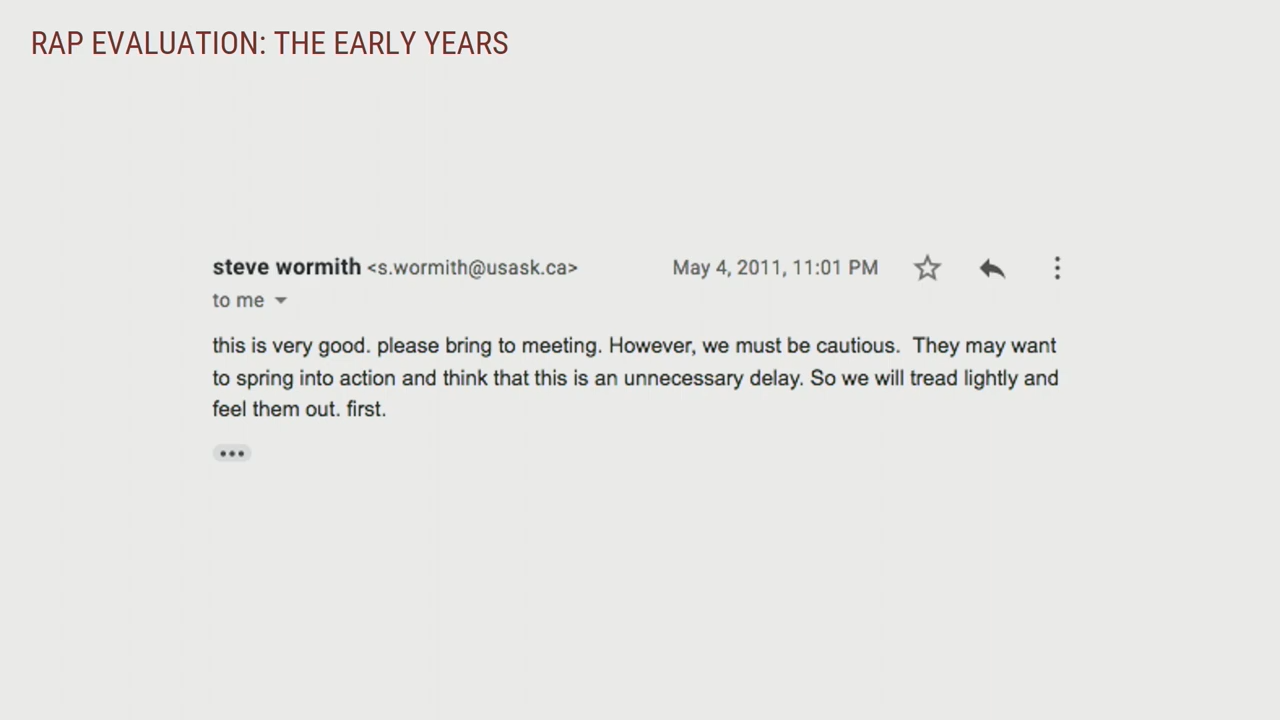 RAP EVALUATION: THE EARLY YEARS
steve wormith <s.wormith@usask.ca> May 4, 2011, 11:01 PM
to me
this is very good. please bring to meeting. However, we must be cautious.  They may want
to spring into action and think that this is an unnecessary delay. So we will tread lightly and
feel them out. first.